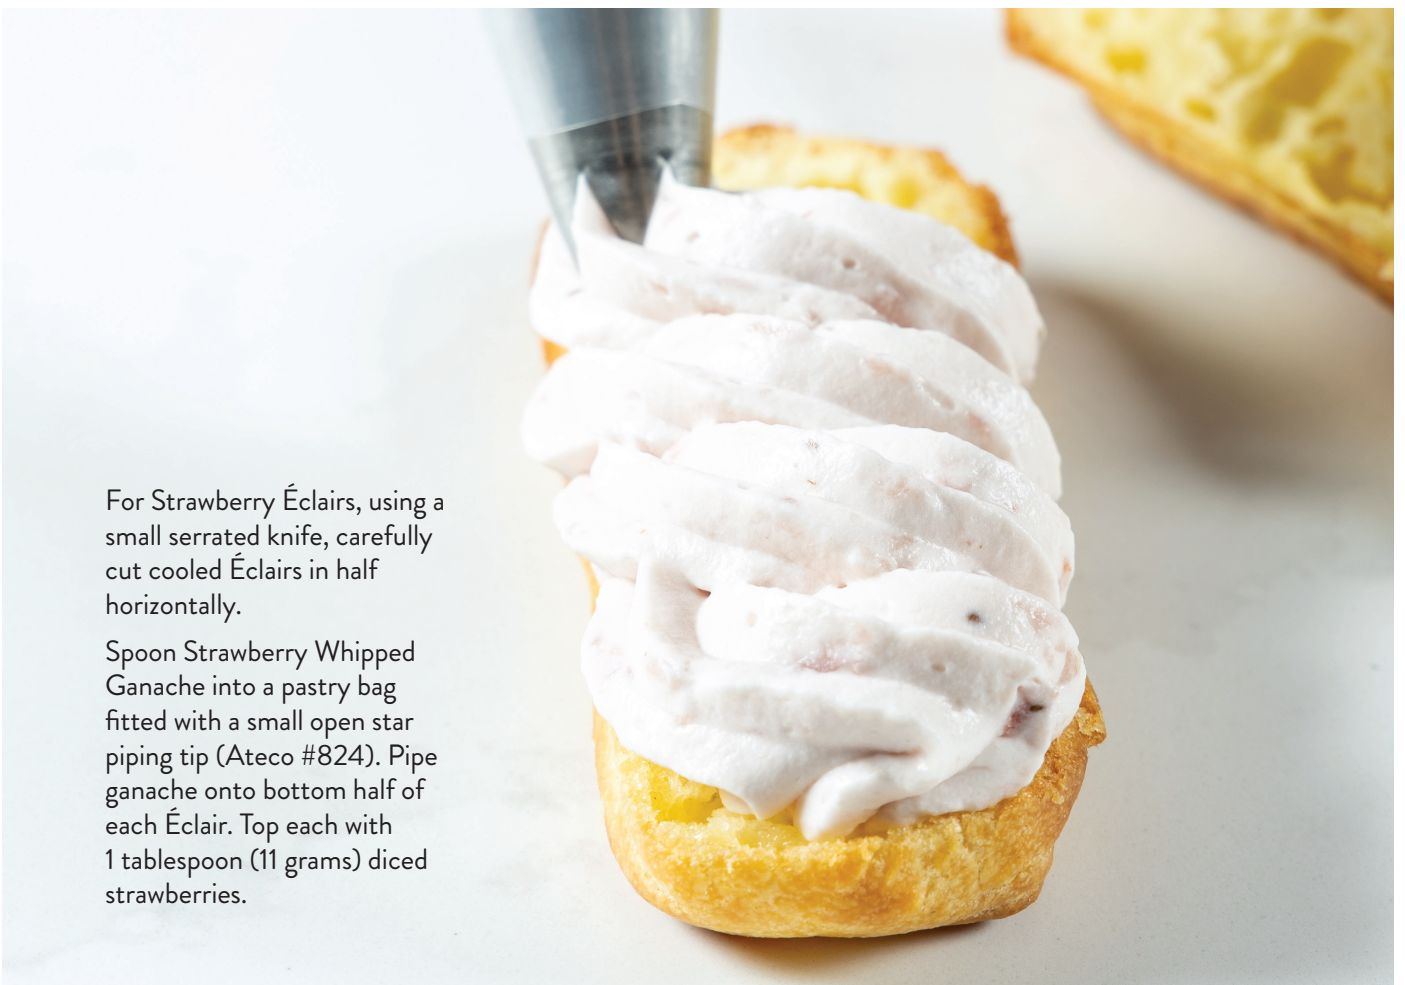 For Strawberry Éclairs, using a
small serrated knife, carefully
cut cooled Éclairs in half
horizontally.
Spoon Strawberry Whipped
Ganache into a pastry bag
fitted with a small open star
piping tip (Ateco #824). Pipe
ganache onto bottom half of
each Éclair. Top each with
1 tablespoon (11 grams) diced
strawberries.